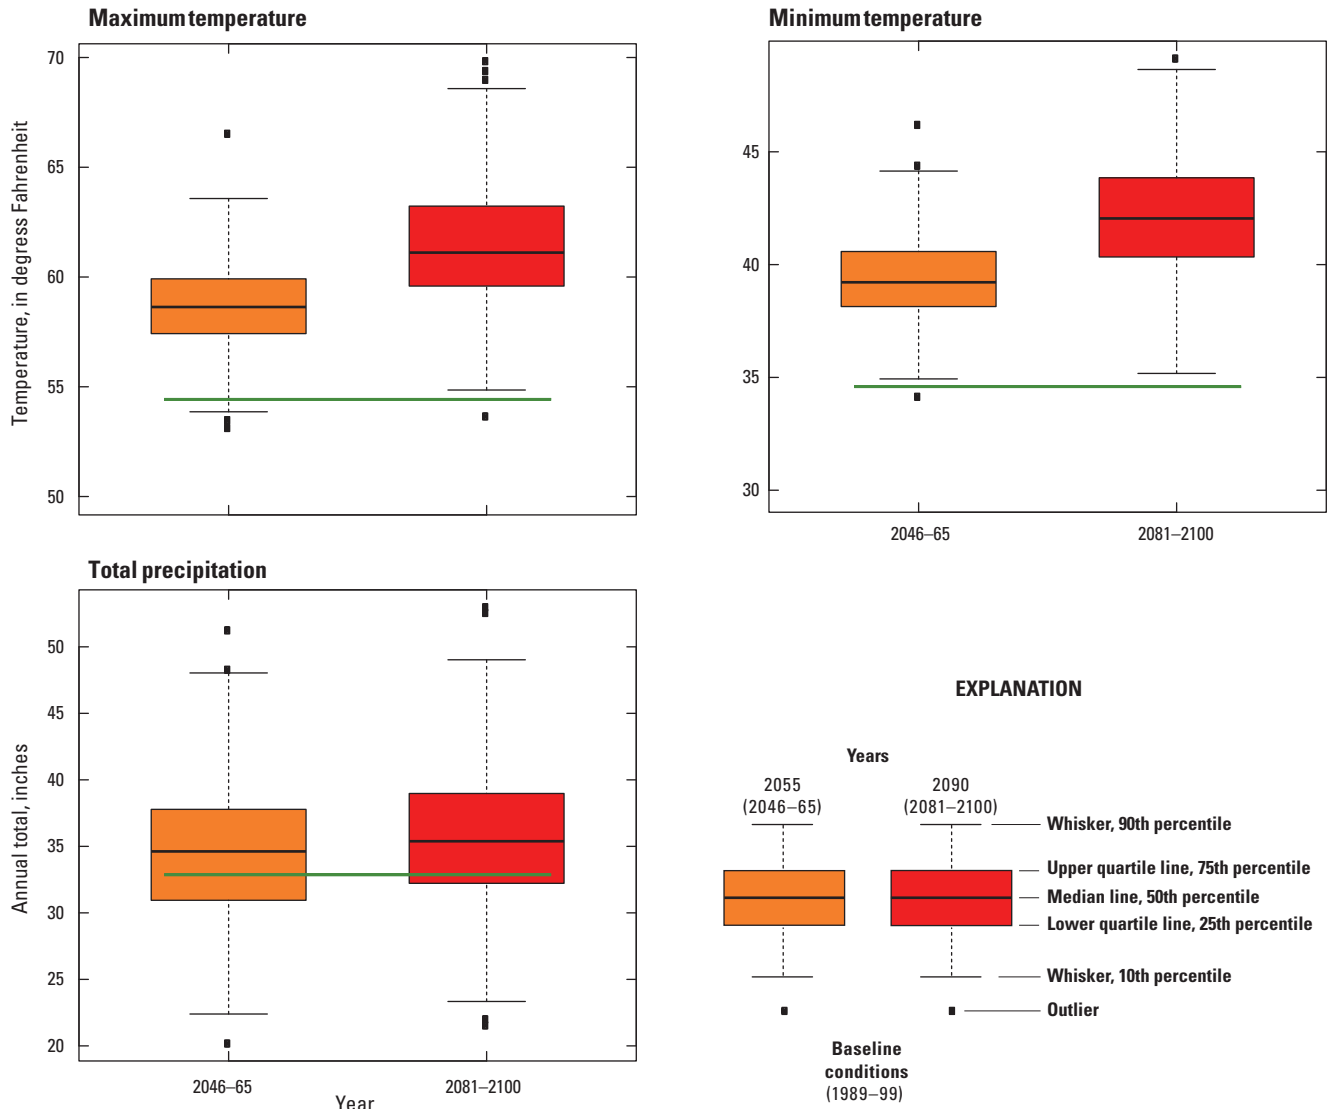 Maximum temperature
Temperature, in degress Fahrenheit
70
65
60
55
50
Minimum temperature
45
40
35
30
2046–65
2081–2100
Total precipitation
Annual total, inches
50
45
40
35
30
25
20
2046–65
2081–2100
Year
EXPLANATION
Years
2055
(2046–65)
2090
(2081–2100)
Whisker, 90th percentile
Upper quartile line, 75th percentile
Median line, 50th percentile
Lower quartile line, 25th percentile
Whisker, 10th percentile
Outlier
Baseline
conditions
(1989–99)